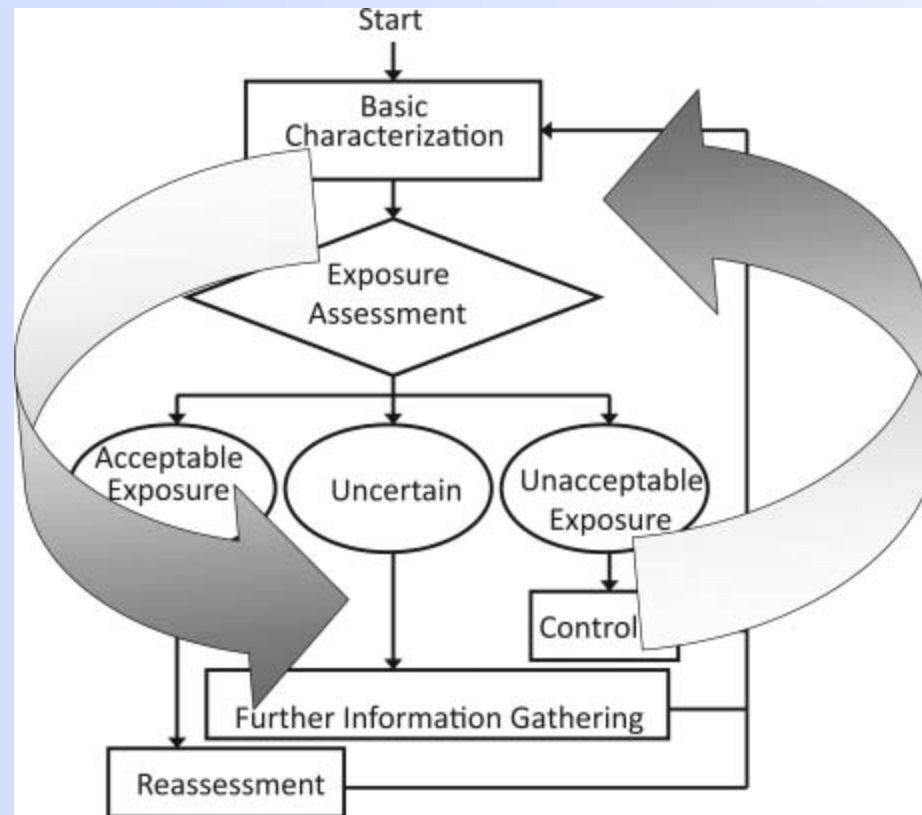 Start
Basic
Characterization
Exposure
Assessment
Acceptable
Exposure
Uncertain
Unacceptable
Exposure
Control
Further Information Gathering
Reassessment